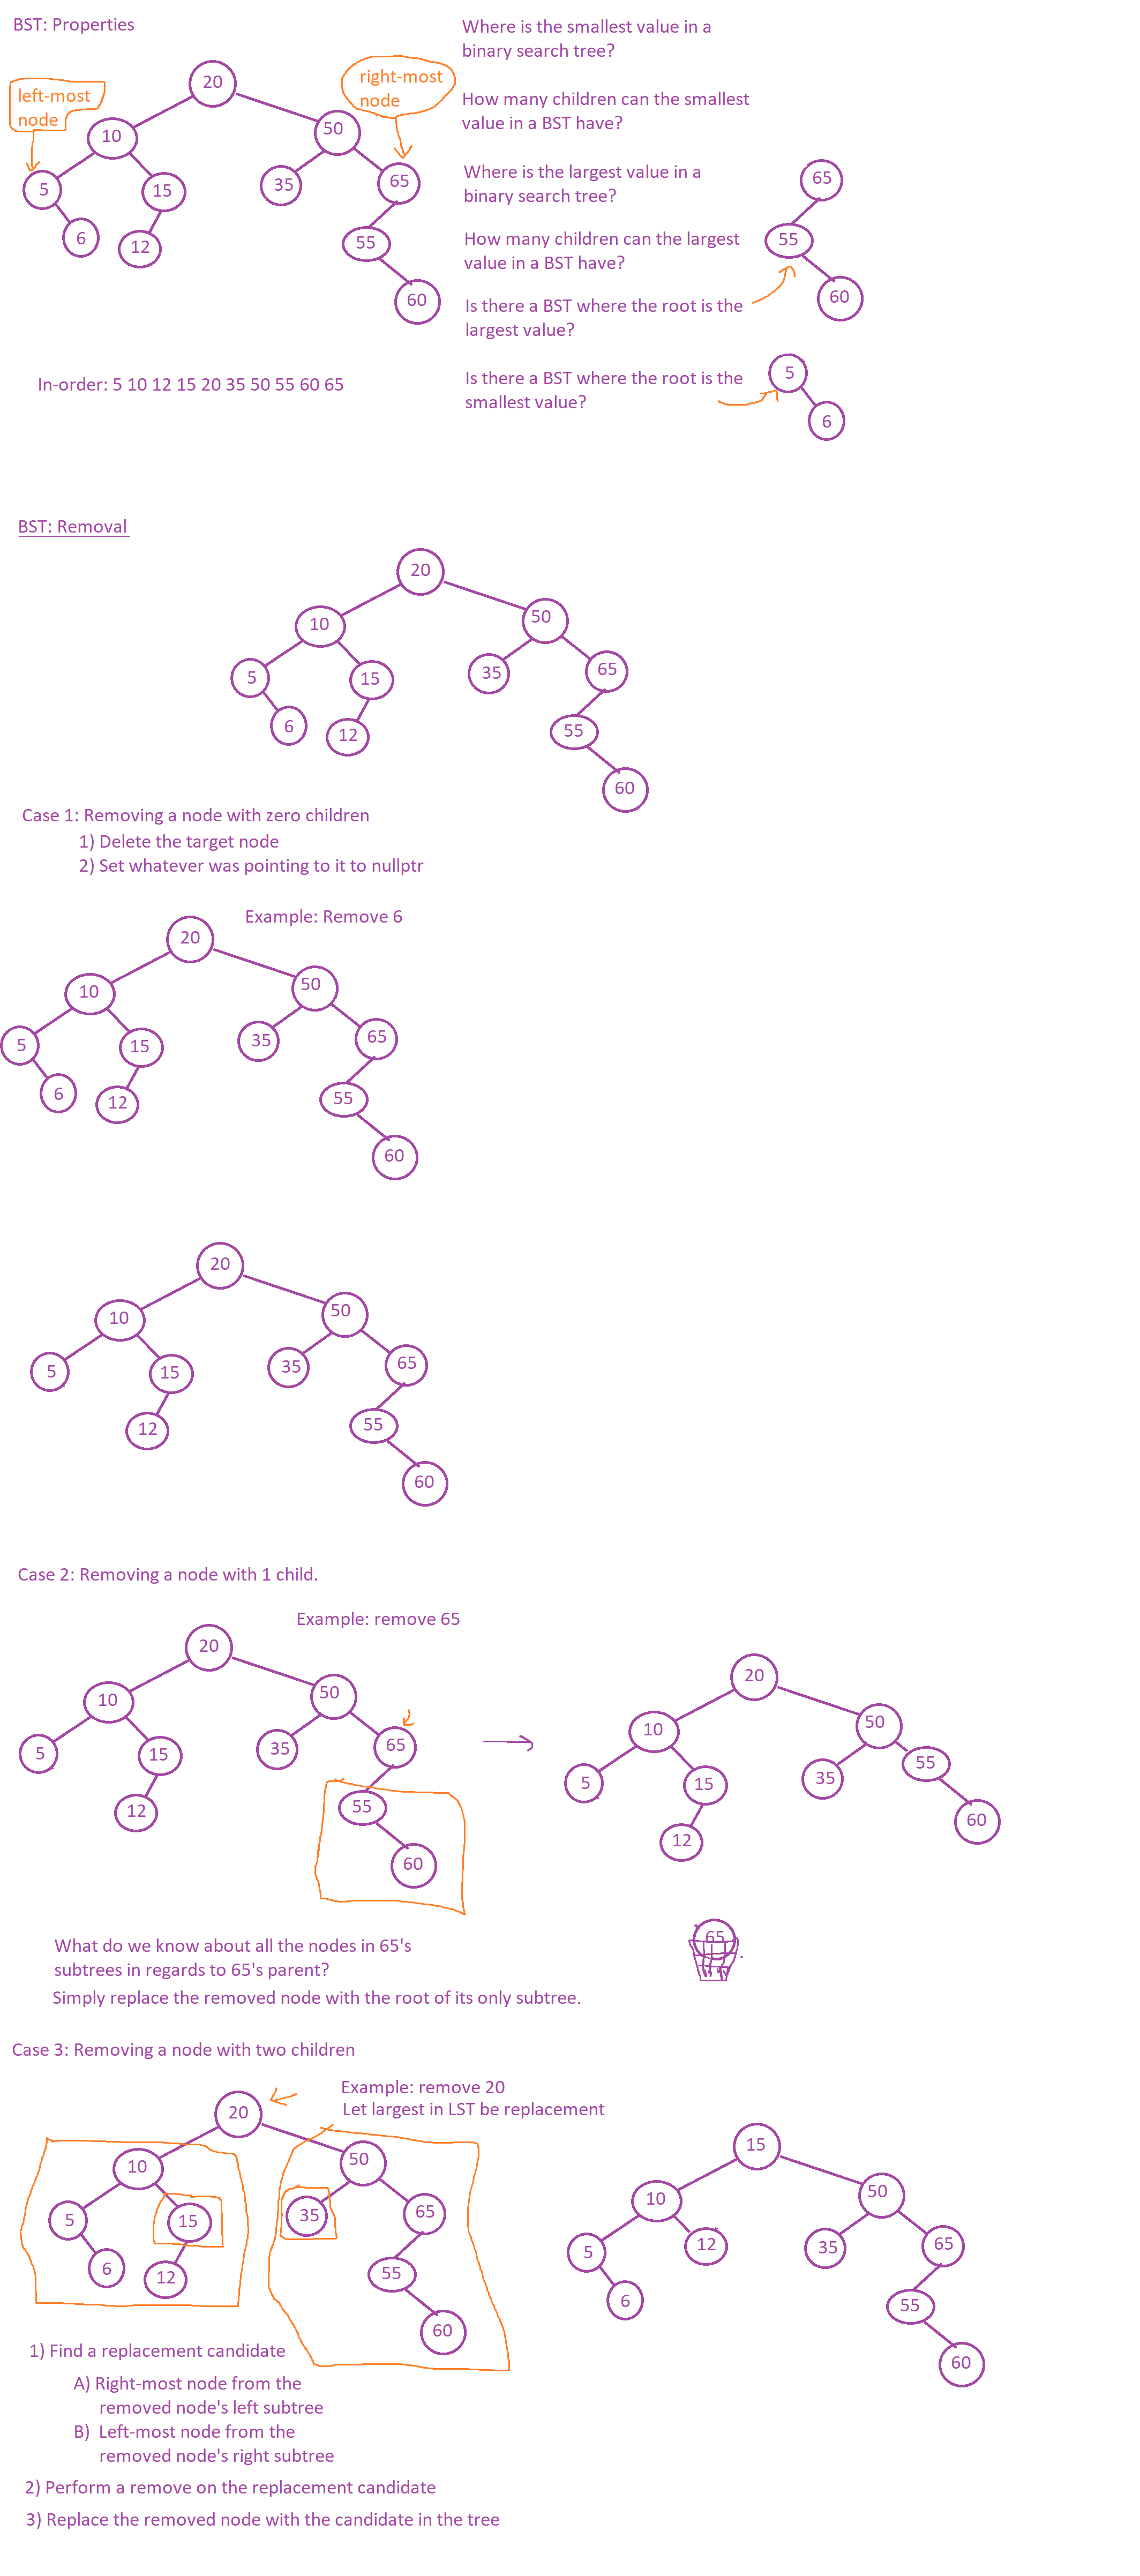 BST: Properties
left-most
node
right-most
node
20
10
50
5
15
35
65
6
12
55
60
In-order: 5 10 12 15 20 35 50 55 60 65
Where is the smallest value in a
binary search tree?
How many children can the smallest
value in a BST have?
Where is the largest value in a
binary search tree?
How many children can the largest
value in a BST have?
Is there a BST where the root is the
largest value?
65
55
60
Is there a BST where the root is the
smallest value?
5
6
BST: Removal
20
10
50
5
15
35
65
6
12
55
60
Case 1: Removing a node with zero children
1) Delete the target node
2) Set whatever was pointing to it to nullptr
Example: Remove 6
20
10
50
5
15
35
65
6
12
55
60
20
10
50
5
15
35
65
12
55
60
Case 2: Removing a node with 1 child.
Example: remove 65
20
10
50
5
15
35
65
12
55
60
20
10
50
5
15
35
55
12
60
65
What do we know about all the nodes in 65's
subtrees in regards to 65's parent?
Simply replace the removed node with the root of its only subtree.
Case 3: Removing a node with two children
Example: remove 20
Let largest in LST be replacement
20
10
50
5
15
35
65
6
12
55
60
15
10
50
5
12
35
65
6
55
60
1) Find a replacement candidate
A) Right-most node from the
removed node's left subtree
B) Left-most node from the
removed node's right subtree
2) Perform a remove on the replacement candidate
3) Replace the removed node with the candidate in the tree